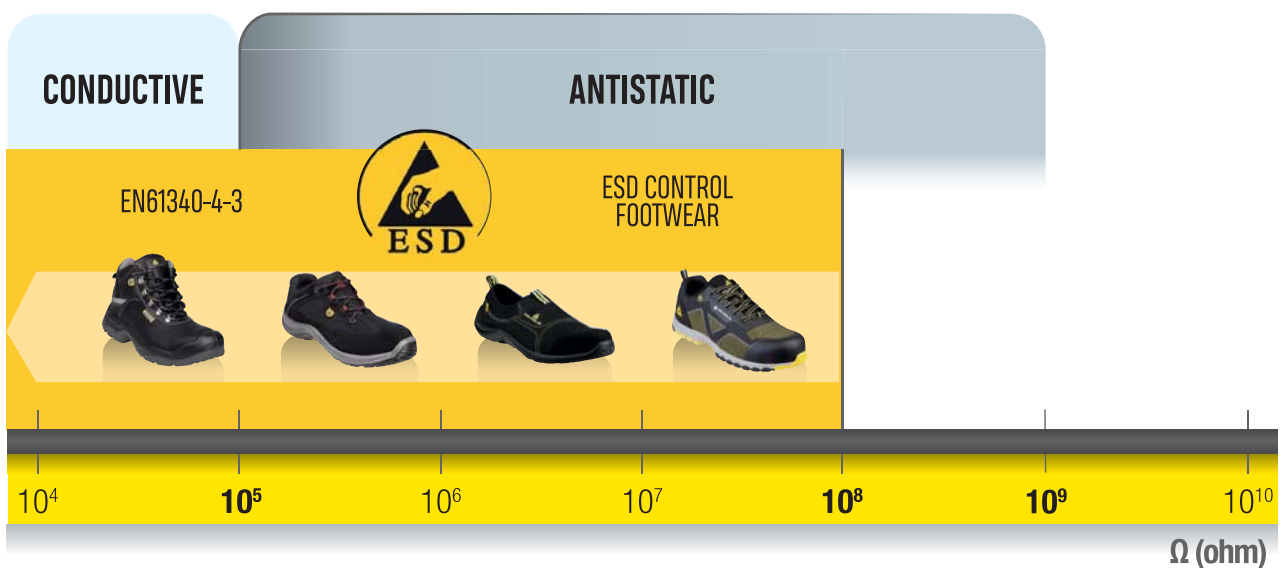 CONDUCTIVE
ANTISTATIC
EN61340-4-3
ESD
ESD CONTROL
FOOTWEAR
10⁴
10⁵
10⁶
10⁷
10⁸
10⁹
10¹⁰
Ω (ohm)